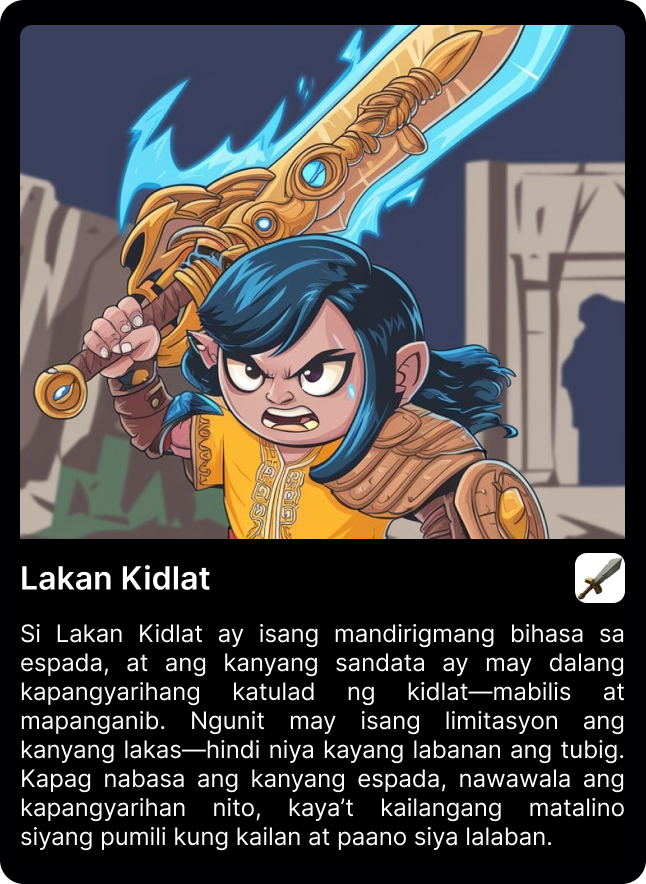 Lakan Kidlat
Si Lakan Kidlat ay isang mandirigmang bihasa sa
espada, at ang kanyang sandata ay may dalang
kapangyarihang katulad ng kidlat—mabilis at
mapanganib. Ngunit may isang limitasyon ang
kanyang lakas—hindi niya kayang labanan ang tubig.
Kapag nabasa ang kanyang espada, nawawala ang
kapangyarihan nito, kaya’t kailangang matalino
siyang pumili kung kailan at paano siya lalaban.